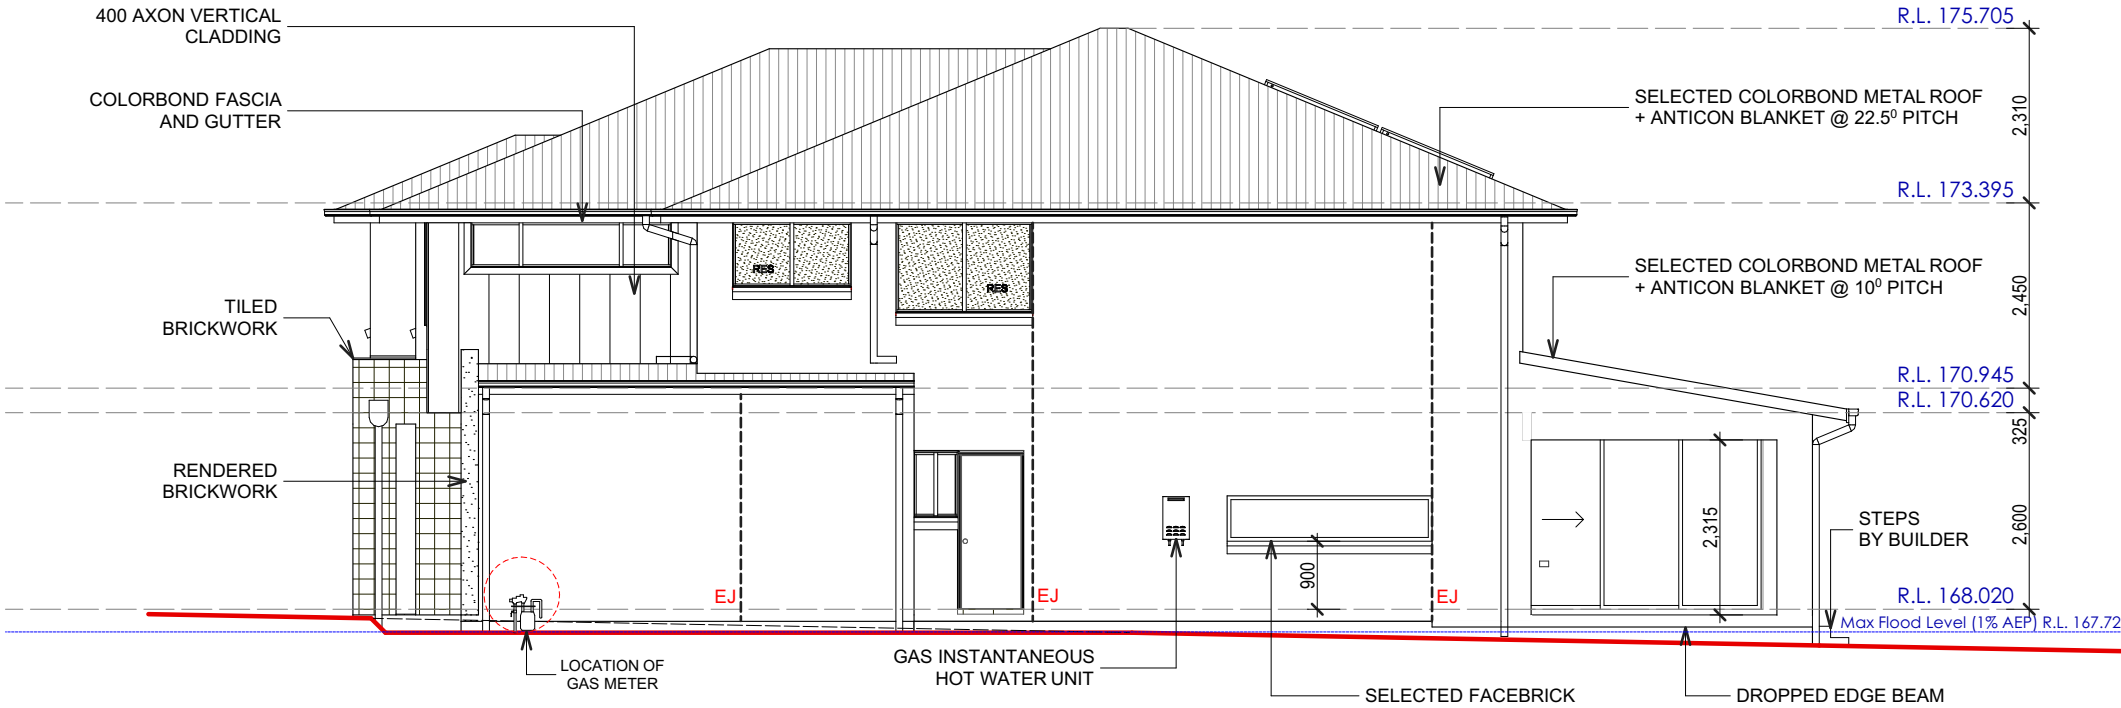 400 AXON VERTICAL
CLADDING
COLORBOND FASCIA
AND GUTTER
TILED
BRICKWORK
RENDERED
BRICKWORK
LOCATION OF
GAS METER
RES
RES
EJ
EJ
EJ
GAS INSTANTANEOUS
HOT WATER UNIT
900
SELECTED FACEBRICK
2,315
DROPPED EDGE BEAM
STEPS
BY BUILDER
SELECTED COLORBOND METAL ROOF
+ ANTICON BLANKET @ 22.5⁰ PITCH
SELECTED COLORBOND METAL ROOF
+ ANTICON BLANKET @ 10⁰ PITCH
R.L. 175.705
2,310
R.L. 173.395
2,450
R.L. 170.945
R.L. 170.620
325
2,600
R.L. 168.020
Max Flood Level (1% AEP) R.L. 167.72